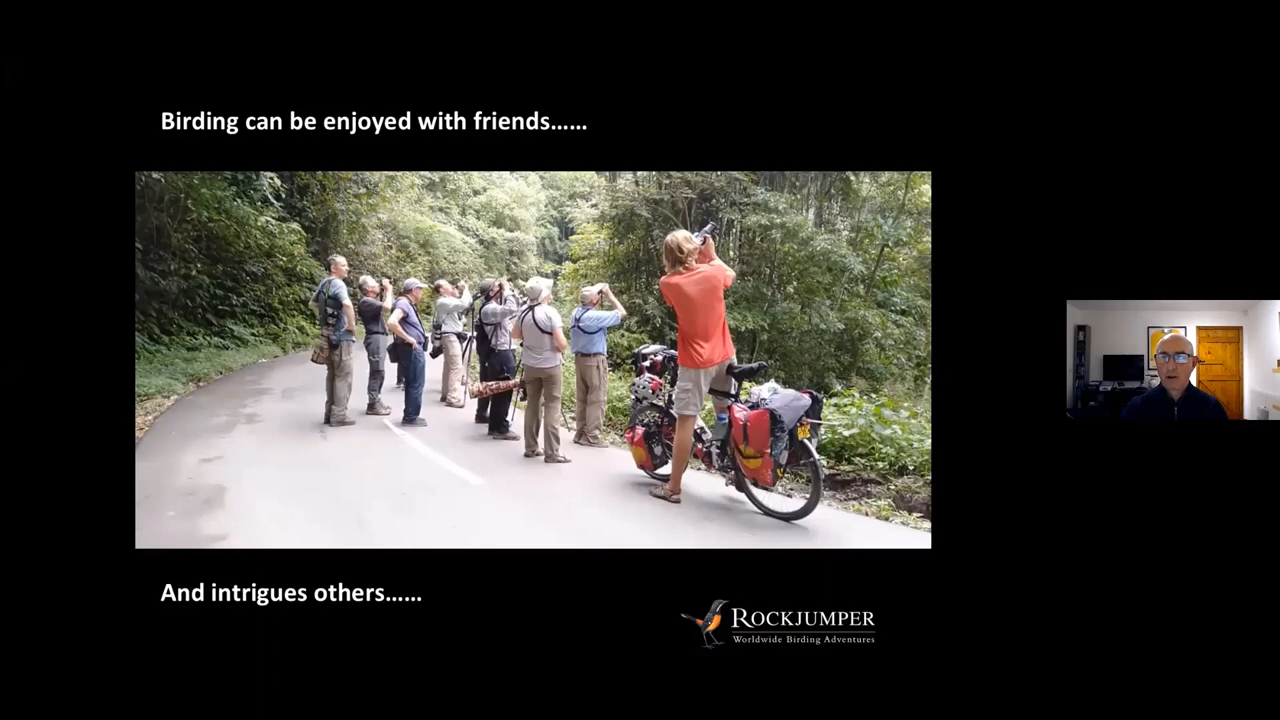 Birding can be enjoyed with friends......
And intrigues others......
ROCKJUMPER
Worldwide Birding Adventures